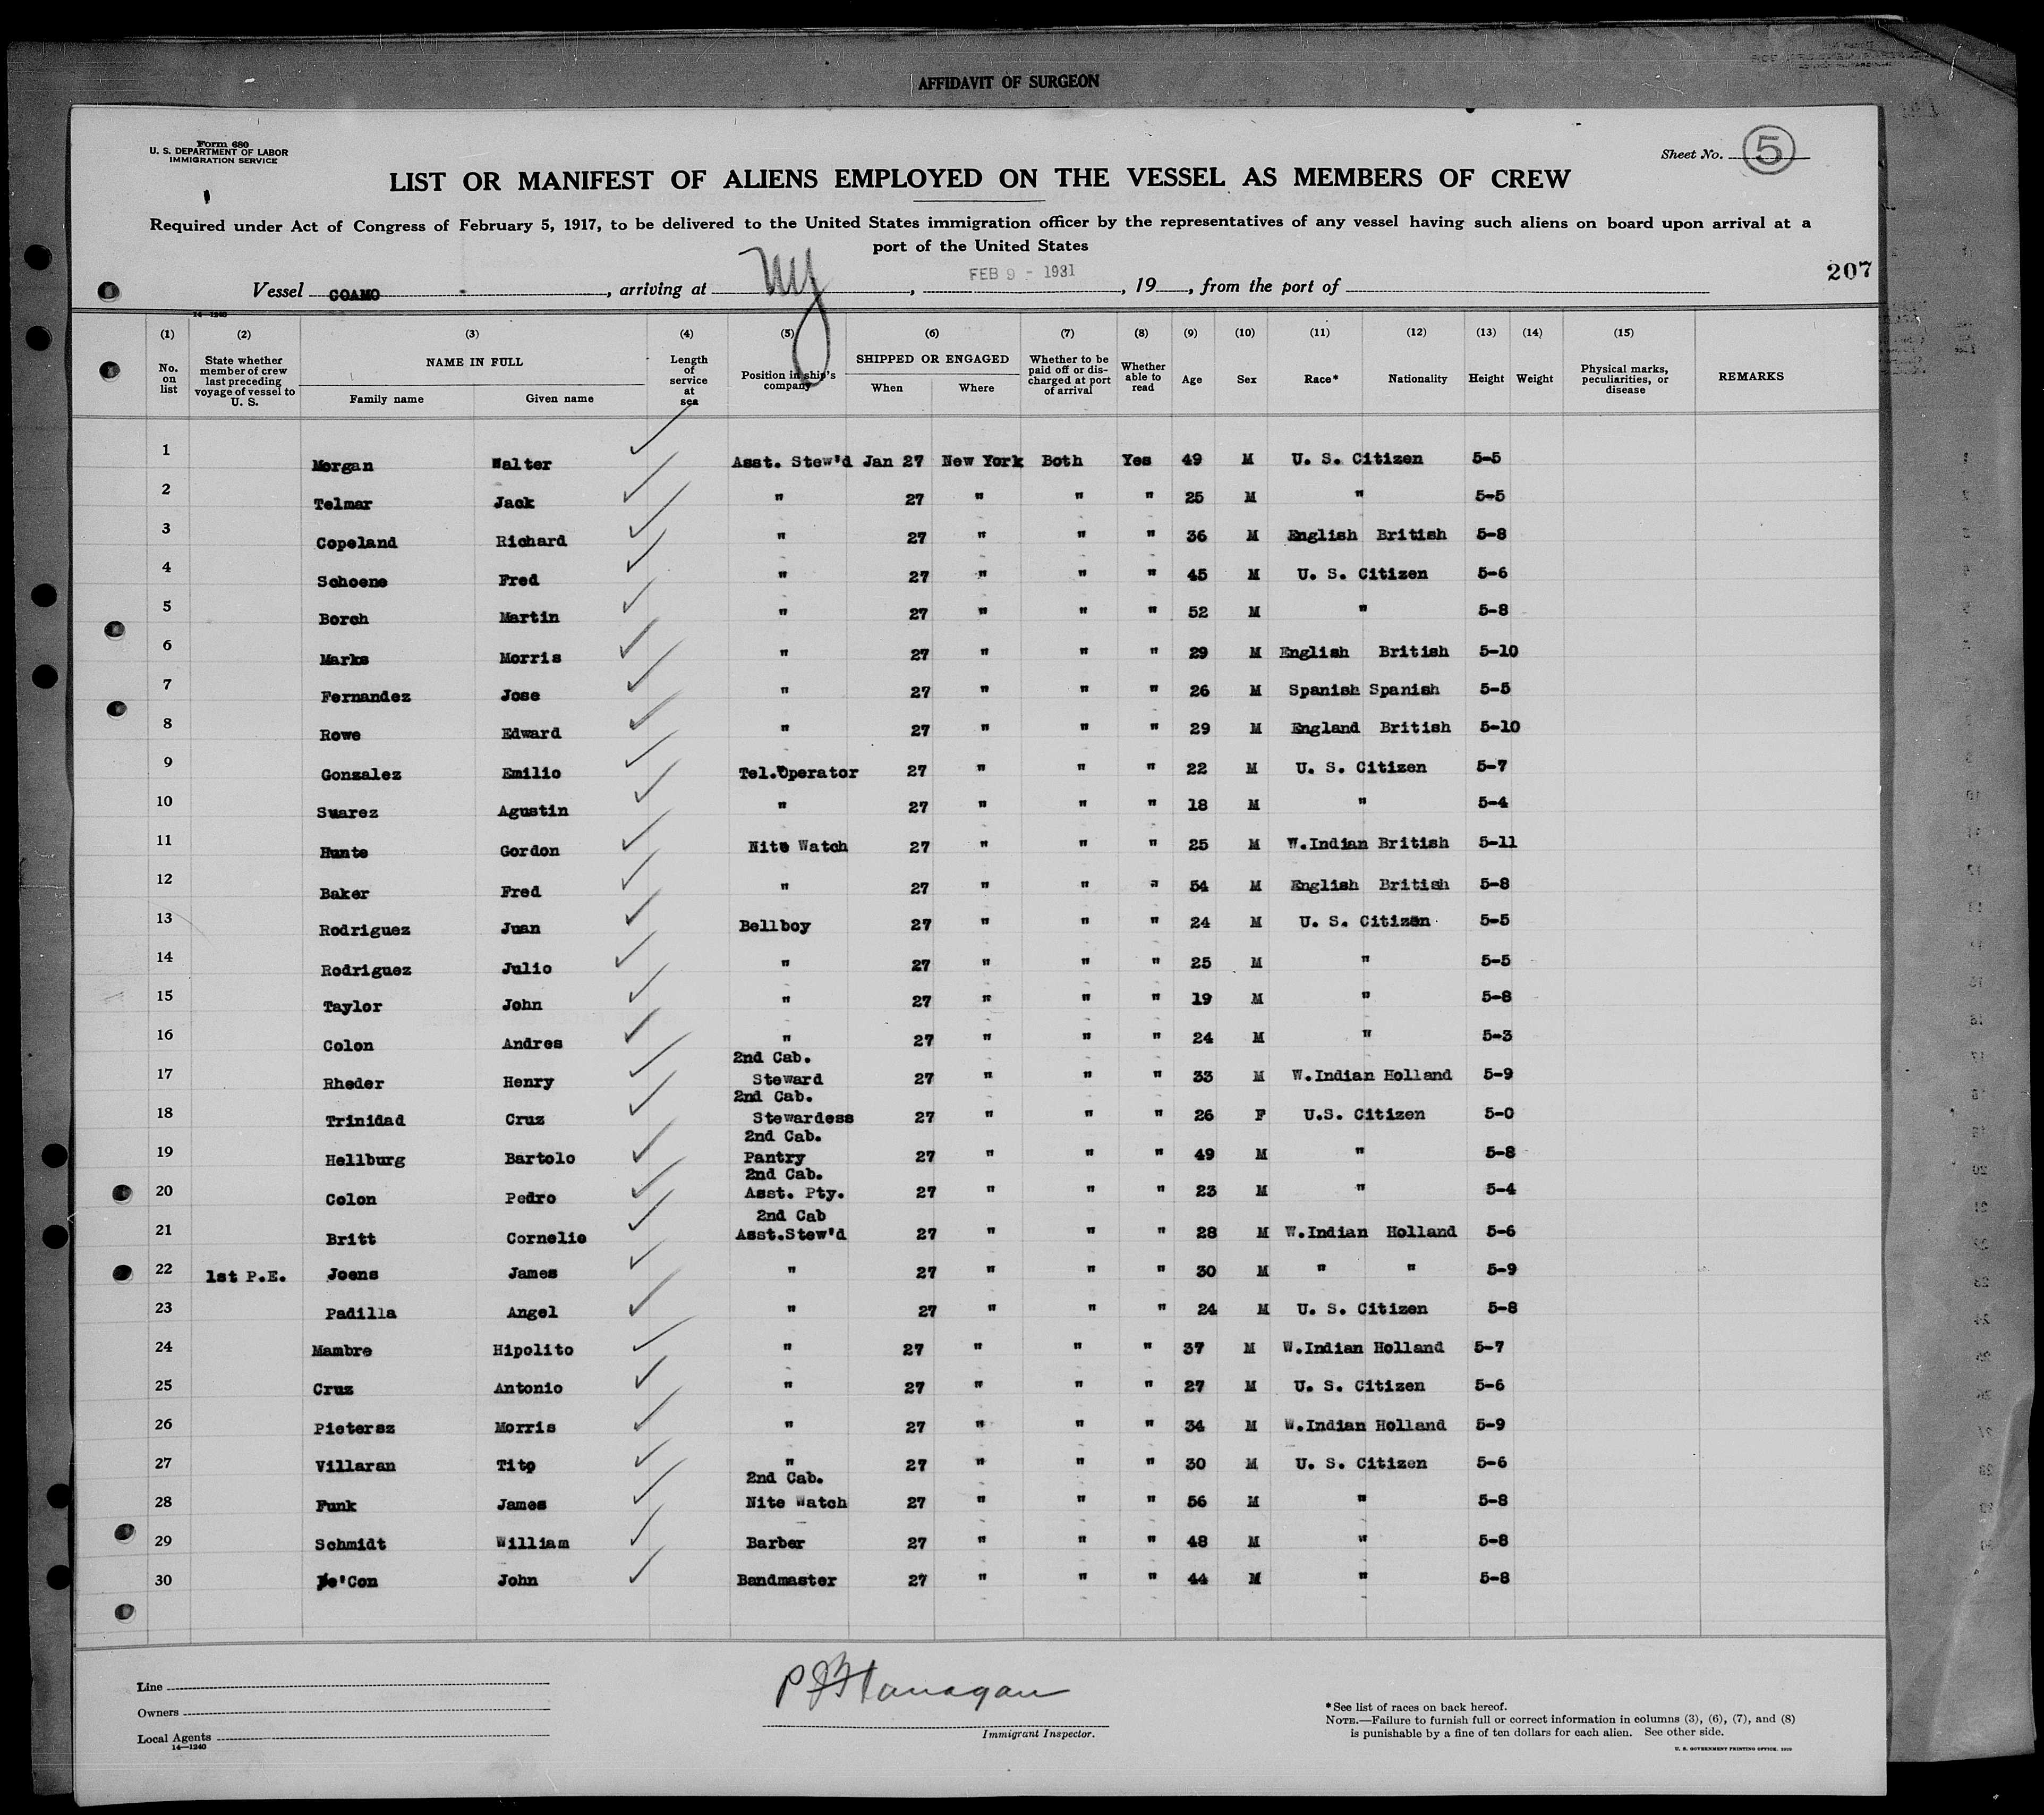 AFFIDAVIT OF SURGEON
Form 680
U. S. DEPARTMENT OF LABOR
IMMIGRATION SERVICE
Sheet No. 5
LIST OR MANIFEST OF ALIENS EMPLOYED ON THE VESSEL AS MEMBERS OF CREW
Required under Act of Congress of February 5, 1917, to be delivered to the United States immigration officer by the representatives of any vessel having such aliens on board upon arrival at a
port of the United States
207
Vessel COAMO, arriving at NY, FEB 9 - 1931, 19, from the port of
14—1240
(1) (2) (3) (4) (5) (6) (7) (8) (9) (10) (11) (12) (13) (14) (15)
No. on list
State whether member of crew last preceding voyage of vessel to U. S.
NAME IN FULL
Family name Given name
Length of service at sea
Position in ship's company
SHIPPED OR ENGAGED
When Where
Whether to be paid off or discharged at port of arrival
Whether able to read
Age Sex Race* Nationality Height Weight
Physical marks, peculiarities, or disease
REMARKS
1 Morgan Walter Asst. Stew'd Jan 27 New York Both Yes 49 M U. S. Citizen 5-5
2 Telmar Jack " 27 " " " 25 M " 5-5
3 Copeland Richard " 27 " " " 36 M English British 5-8
4 Schoene Fred " 27 " " " 45 M U. S. Citizen 5-6
5 Borch Martin " 27 " " " 52 M " 5-8
6 Marks Morris " 27 " " " 29 M English British 5-10
7 Fernandez Jose " 27 " " " 26 M Spanish Spanish 5-5
8 Rowe Edward " 27 " " " 29 M England British 5-10
9 Gonzalez Emilio Tel.Operator 27 " " " 22 M U. S. Citizen 5-7
10 Suarez Agustin " 27 " " " 18 M " 5-4
11 Hunte Gordon Nite Watch 27 " " " 25 M W.Indian British 5-11
12 Baker Fred " 27 " " " 54 M English British 5-8
13 Rodriguez Juan Bellboy 27 " " " 24 M U. S. Citizen 5-5
14 Rodriguez Julio " 27 " " " 25 M " 5-5
15 Taylor John " 27 " " " 19 M " 5-8
16 Colon Andres " 27 " " " 24 M " 5-3
17 Rheder Henry 2nd Cab. Steward 27 " " " 33 M W.Indian Holland 5-9
18 Trinidad Cruz 2nd Cab. Stewardess 27 " " " 26 F U.S. Citizen 5-0
19 Hellburg Bartolo 2nd Cab. Pantry 27 " " " 49 M " 5-8
20 Colon Pedro 2nd Cab. Asst. Pty. 27 " " " 23 M " 5-4
21 Britt Cornelio 2nd Cab Asst.Stew'd 27 " " " 28 M W.Indian Holland 5-6
22 1st P.E. Joens James " 27 " " " 30 M " " 5-9
23 Padilla Angel " 27 " " " 24 M U. S. Citizen 5-8
24 Mambre Hipolito " 27 " " " 37 M W.Indian Holland 5-7
25 Cruz Antonio " 27 " " " 27 M U. S. Citizen 5-6
26 Pietersz Morris " 27 " " " 34 M W.Indian Holland 5-9
27 Villaran Tito " 27 " " " 30 M U. S. Citizen 5-6
28 Funk James 2nd Cab. Nite Watch 27 " " " 56 M " 5-8
29 Schmidt William Barber 27 " " " 48 M " 5-8
30 De'Con John Bandmaster 27 " " " 44 M " 5-8
Line
Owners
Local Agents
14—1240
P J Flanagan
Immigrant Inspector.
*See list of races on back hereof.
NOTE.—Failure to furnish full or correct information in columns (3), (6), (7), and (8)
is punishable by a fine of ten dollars for each alien. See other side.